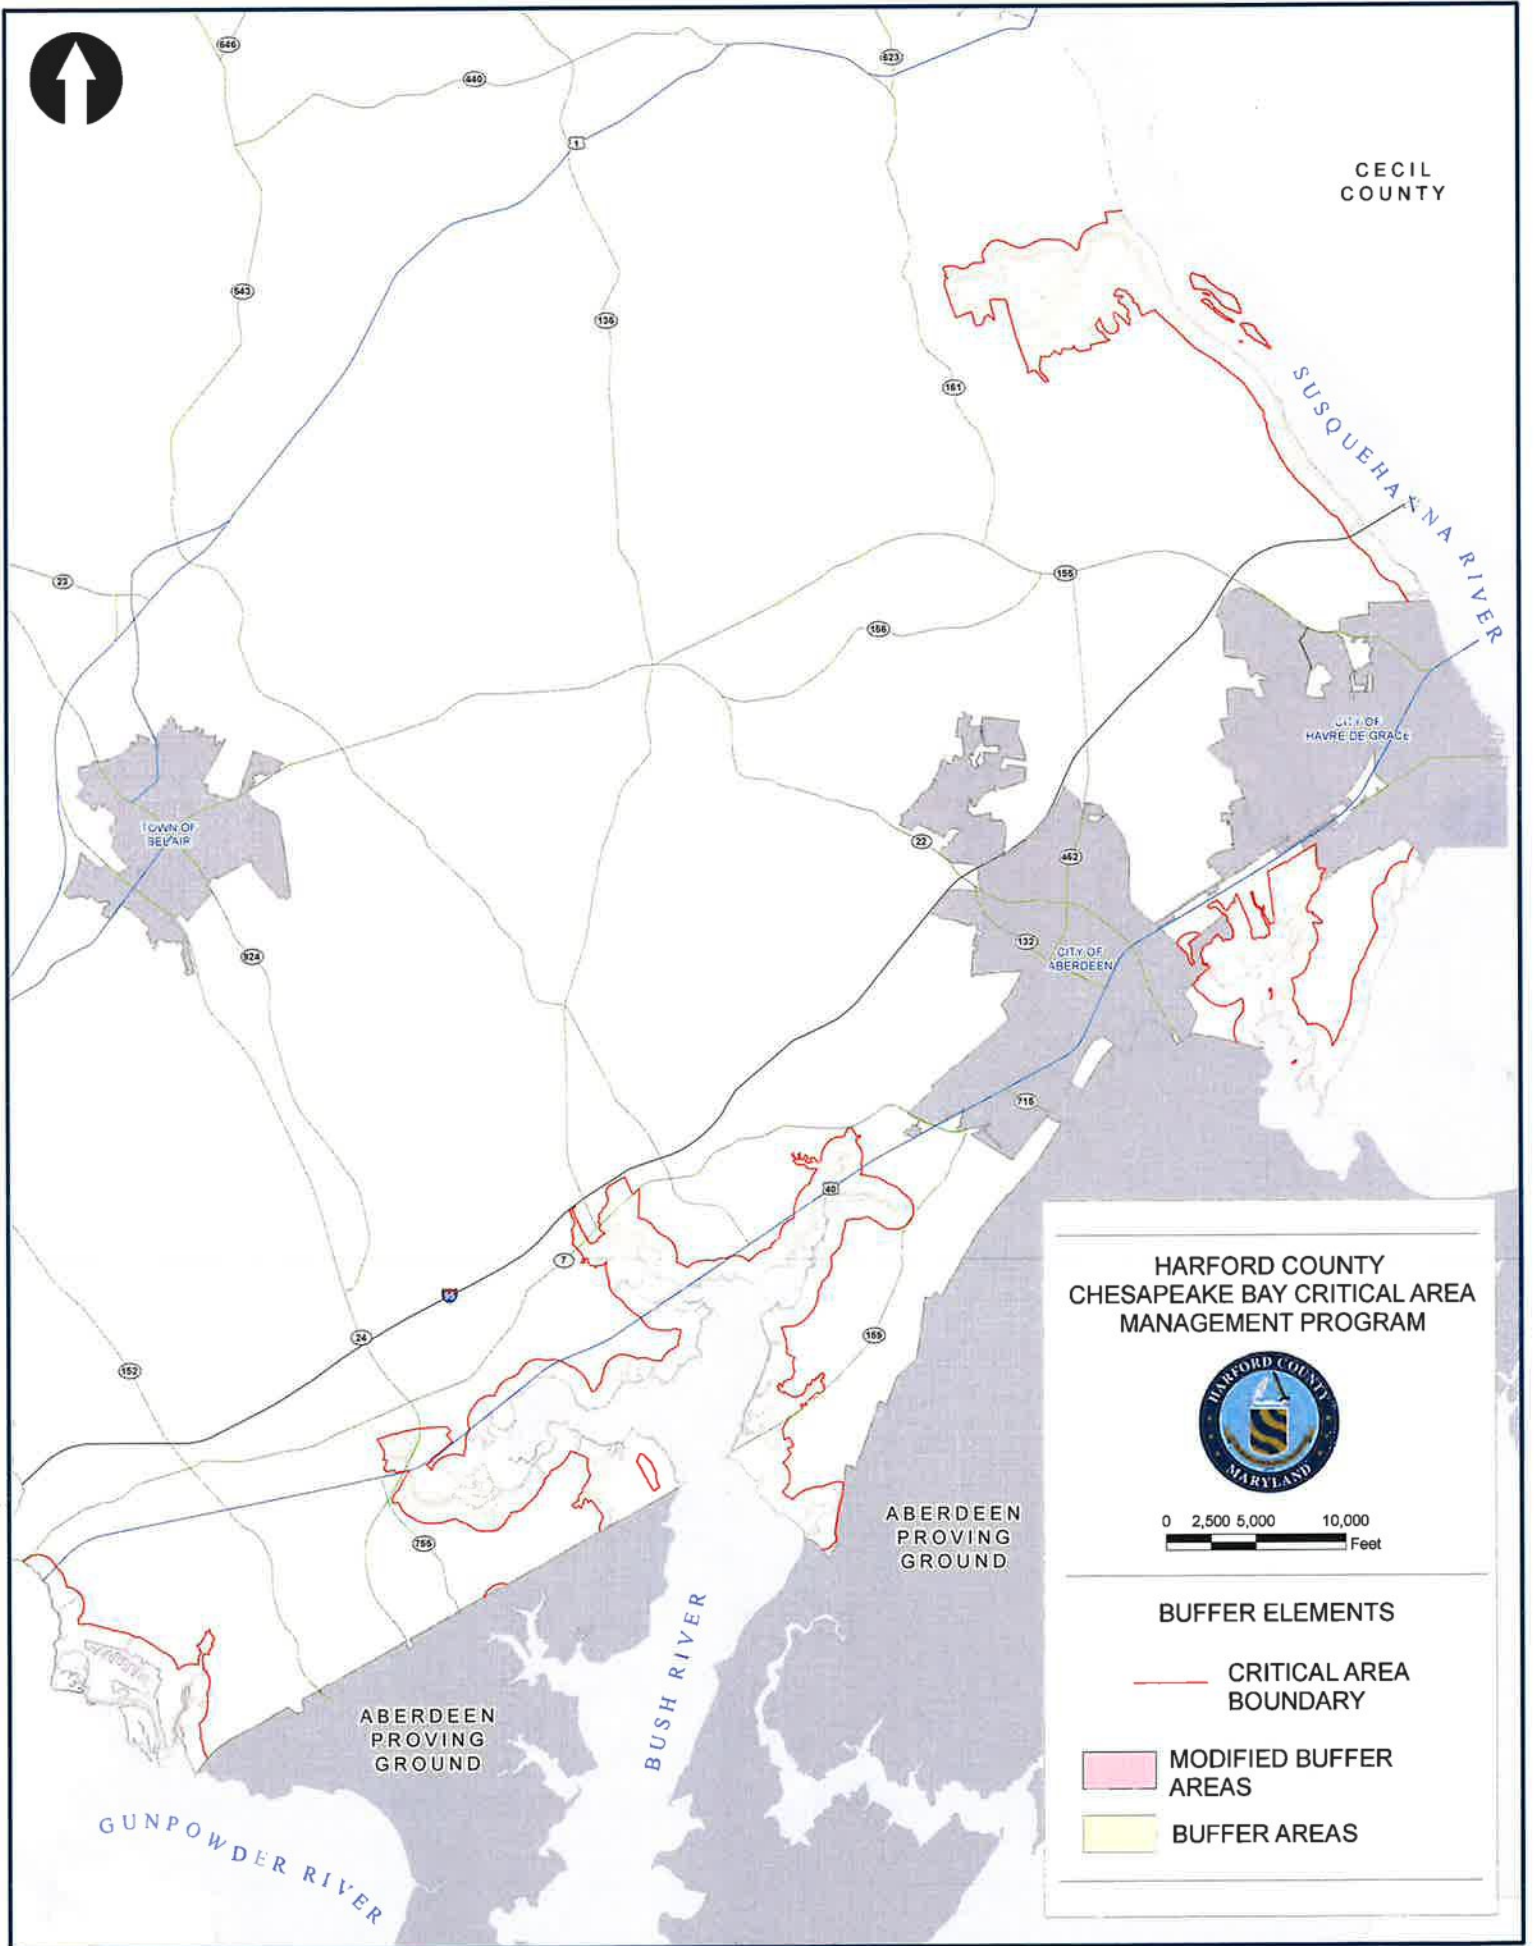 646
440
623
1
CECIL
COUNTY
543
136
161
SUSQUEHANNA RIVER
23
155
156
CITY OF
HAVRE DE GRACE
TOWN OF
BEL AIR
22
462
924
132
CITY OF
ABERDEEN
715
40
7
95
24
159
152
755
HARFORD COUNTY
CHESAPEAKE BAY CRITICAL AREA
MANAGEMENT PROGRAM
HARFORD COUNTY
MARYLAND
0 2,500 5,000 10,000
Feet
ABERDEEN
PROVING
GROUND
BUFFER ELEMENTS
CRITICAL AREA
BOUNDARY
BUSH RIVER
ABERDEEN
PROVING
GROUND
MODIFIED BUFFER
AREAS
BUFFER AREAS
GUNPOWDER RIVER